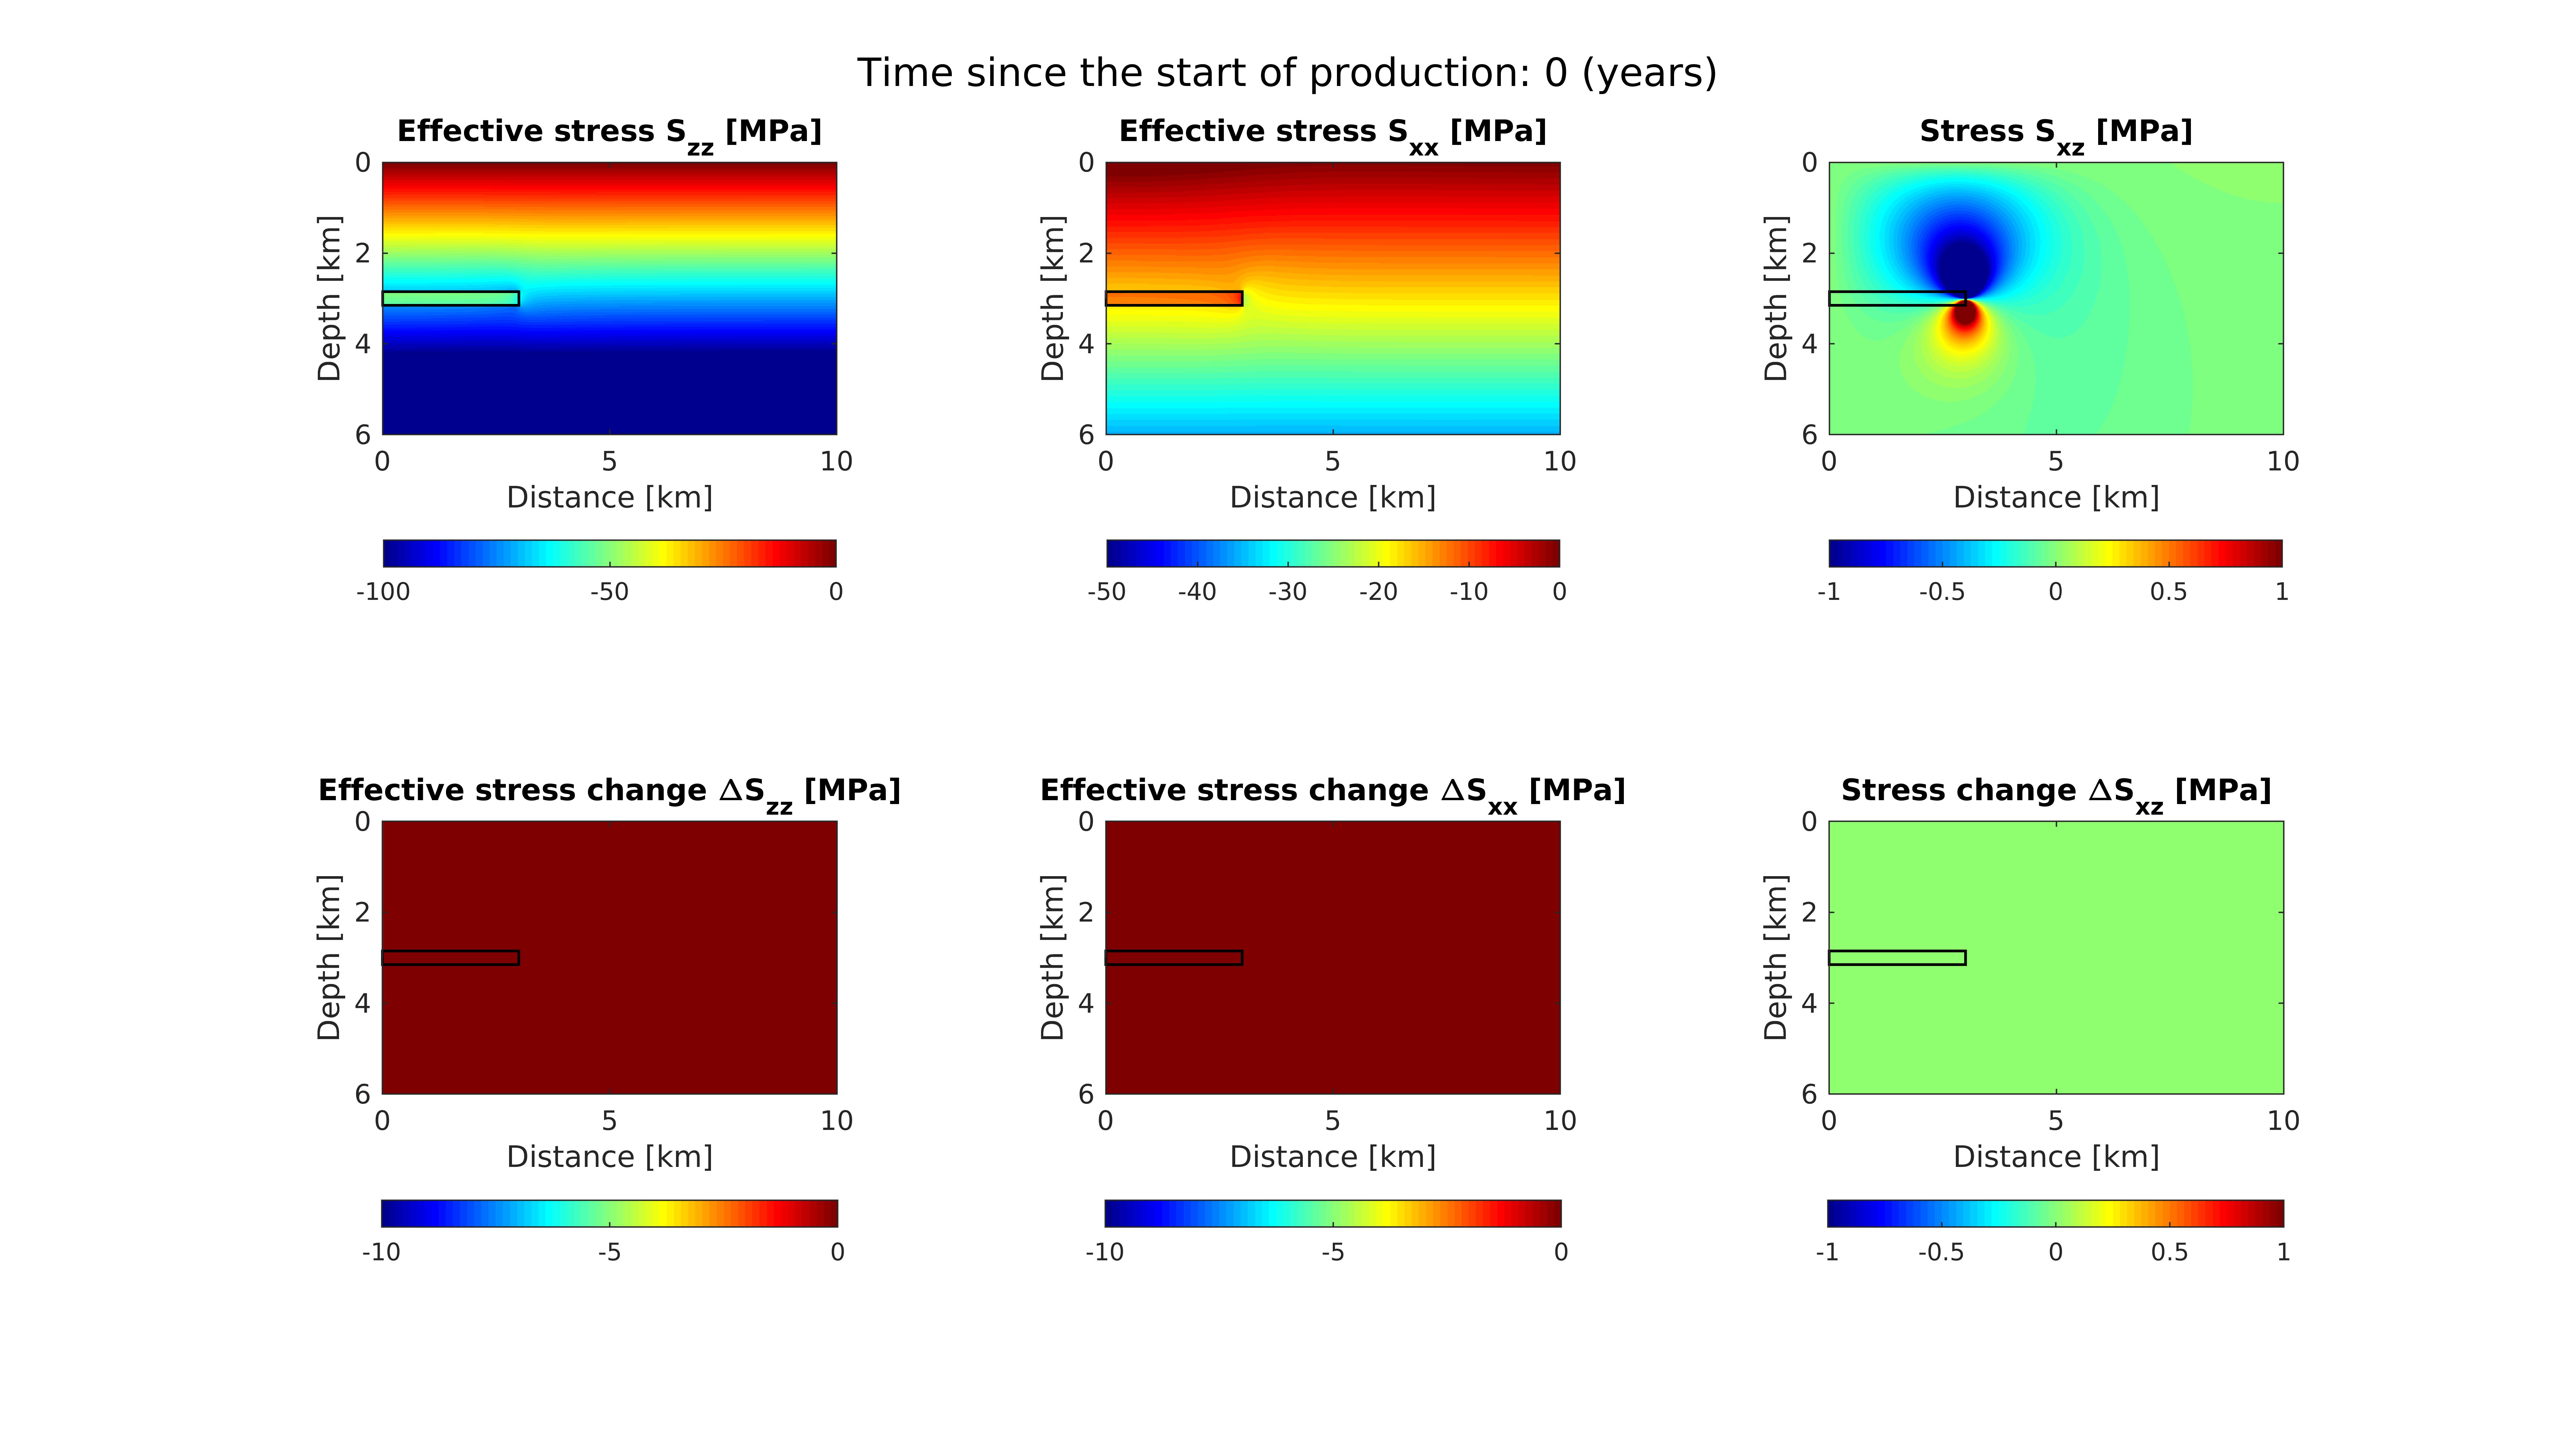 Time since the start of production: 0 (years)
Effective stress Szz [MPa]
0
2
4
6
Depth [km]
0 5 10
Distance [km]
-100 -50 0
Effective stress Sxx [MPa]
0
2
4
6
Depth [km]
0 5 10
Distance [km]
-50 -40 -30 -20 -10 0
Stress Sxz [MPa]
0
2
4
6
Depth [km]
0 5 10
Distance [km]
-1 -0.5 0 0.5 1
Effective stress change ΔSzz [MPa]
0
2
4
6
Depth [km]
0 5 10
Distance [km]
-10 -5 0
Effective stress change ΔSxx [MPa]
0
2
4
6
Depth [km]
0 5 10
Distance [km]
-10 -5 0
Stress change ΔSxz [MPa]
0
2
4
6
Depth [km]
0 5 10
Distance [km]
-1 -0.5 0 0.5 1